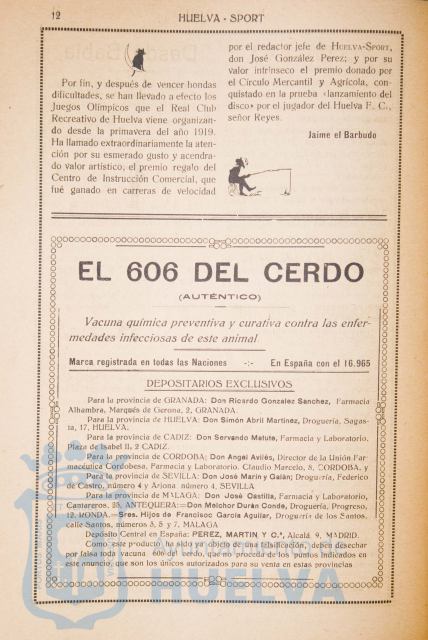 12
HUELVA - SPORT
Por fin, y después de vencer hondas
dificultades, se han llevado a efecto los
Juegos Olímpicos que el Real Club
Recreativo de Huelva viene organizan-
do desde la primavera del año 1919.
Ha llamado extraordinariamente la aten-
ción por su esmerado gusto y acendra-
do valor artístico, el premio regalo del
Centro de Instrucción Comercial, que
fué ganado en carreras de velocidad
por el redactor jefe de HUELVA-SPORT,
don José González Perez; y por su
valor intrínseco el premio donado por
el Círculo Mercantil y Agrícola, con-
quistado en la prueba «lanzamiento del
disco» por el jugador del Huelva F. C.,
señor Reyes.
Jaime el Barbudo
EL 606 DEL CERDO
(AUTÉNTICO)
Vacuna química preventiva y curativa contra las enfer-
medades infecciosas de este animal
Marca registrada en todas las Naciones -:- En España con el 16.965
DEPOSITARIOS EXCLUSIVOS
Para la provincia de GRANADA: Don Ricardo González Sánchez, Farmacia
Alhambra, Marqués de Gerona, 2, GRANADA.
Para la provincia de HUELVA: Don Simón Abril Martínez, Droguería, Sagas-
ta, 17, HUELVA.
Para la provincia de CADIZ: Don Servando Matute, Farmacia y Laboratorio,
Plaza de Isabel II, 2 CADIZ.
Para la provincia de CORDOBA: Don Angel Avilés, Director de la Unión Far-
macéutica Cordobesa, Farmacia y Laboratorio. Claudio Marcelo, 8, CORDOBA, y
Para la provincia de SEVILLA: Don José Marín y Galán; Droguería, Federico
de Castro, número 4 y Arjona número 4, SEVILLA
Para la provincia de MALAGA: Don José Castilla, Farmacia y Laboratorio,
Cantareros, 35, ANTEQUERA:—Don Melchor Durán Conde, Droguería, Progreso,
12, RONDA.—Sres. Hijos de Francisco García Aguilar, Droguería de los Santos,
calle Santos, números 3, 5 y 7, MALAGA
Depósito Central en España: PEREZ, MARTIN Y C.ª, Alcalá 9, MADRID.
Como este producto ha sido objeto de una falsificación, debe desechar
por falsa toda vacuna 606 del que no proceda de los puntos indicados en
este anuncio, que son los únicos autorizados para su venta en estas provincias
Ayuntamiento de
HUELVA